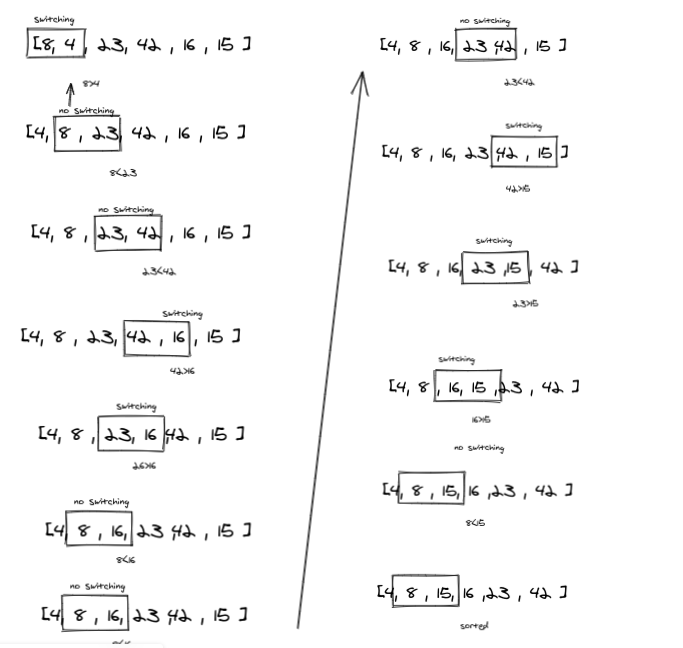 switching
[8, 4, 23, 42, 16, 15]
8>4
no switching
[4, 8, 23, 42, 16, 15]
8<23
no switching
[4, 8, 23, 42, 16, 15]
23<42
switching
[4, 8, 23, 42, 16, 15]
42>16
switching
[4, 8, 23, 16 42, 15]
26>16
no switching
[4, 8, 16, 23 42, 15]
8<16
no switching
[4, 8, 16, 23 42, 15]
no switching
[4, 8, 16, 23 42, 15]
23<42
switching
[4, 8, 16, 23 42, 15]
42>15
switching
[4, 8, 16, 23, 15, 42]
23>15
switching
[4, 8, 16, 15, 23, 42]
16>15
no switching
[4, 8, 15, 16, 23, 42]
8<15
[4, 8, 15, 16, 23, 42]
sorted